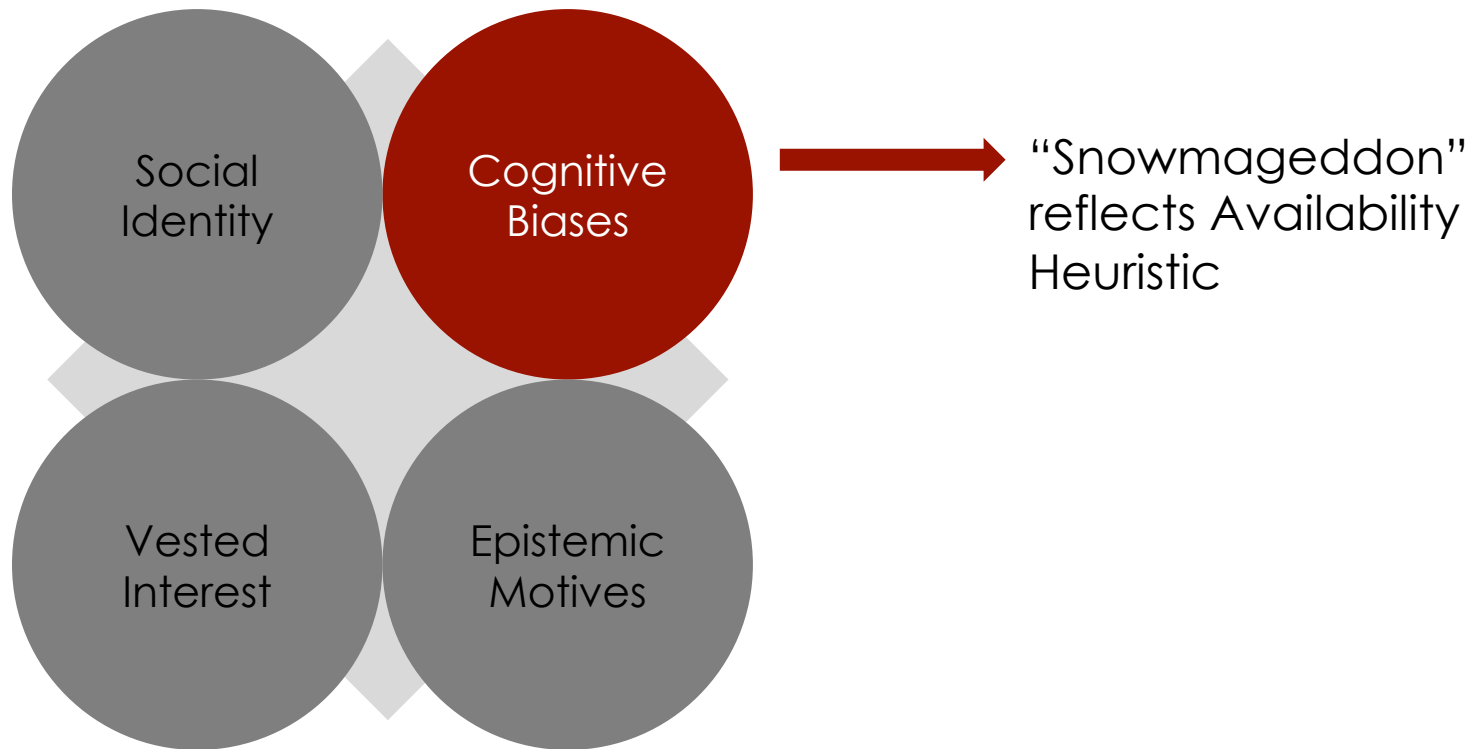 Social
Identity
Cognitive
Biases
“Snowmageddon”
reflects Availability
Heuristic
Vested
Interest
Epistemic
Motives